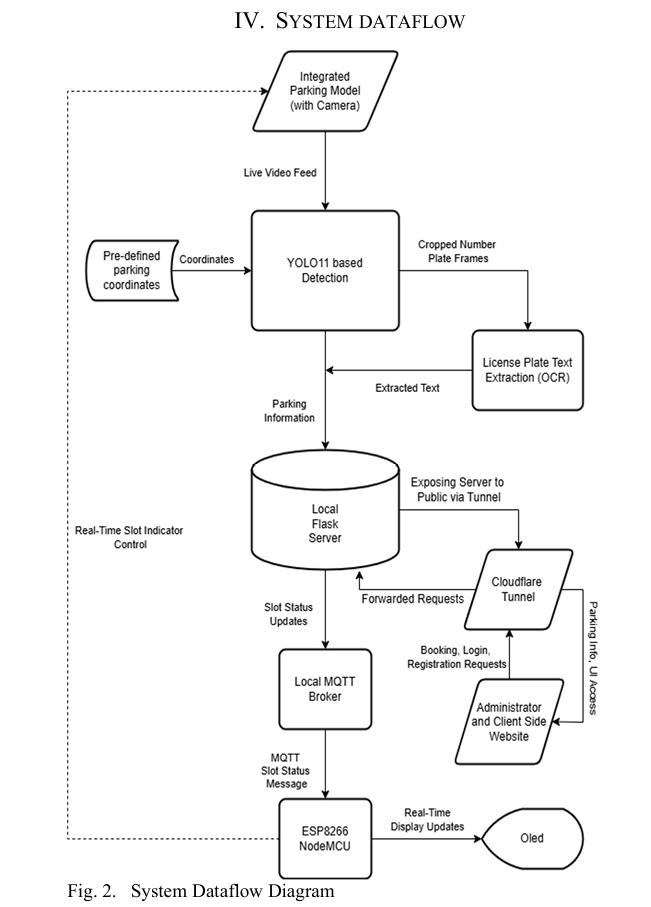 IV. SYSTEM DATAFLOW
Integrated
Parking Model
(with Camera)
Live Video Feed
Pre-defined
parking
coordinates
Coordinates
YOLO11 based
Detection
Cropped Number
Plate Frames
License Plate Text
Extraction (OCR)
Extracted Text
Parking
Information
Local
Flask
Server
Exposing Server to
Public via Tunnel
Real-Time Slot Indicator
Control
Cloudflare
Tunnel
Forwarded Requests
Slot Status
Updates
Parking Info, UI Access
Booking, Login,
Registration Requests
Local MQTT
Broker
Administrator
and Client Side
Website
MQTT
Slot Status
Message
ESP8266
NodeMCU
Real-Time
Display Updates
Oled
Fig. 2. System Dataflow Diagram